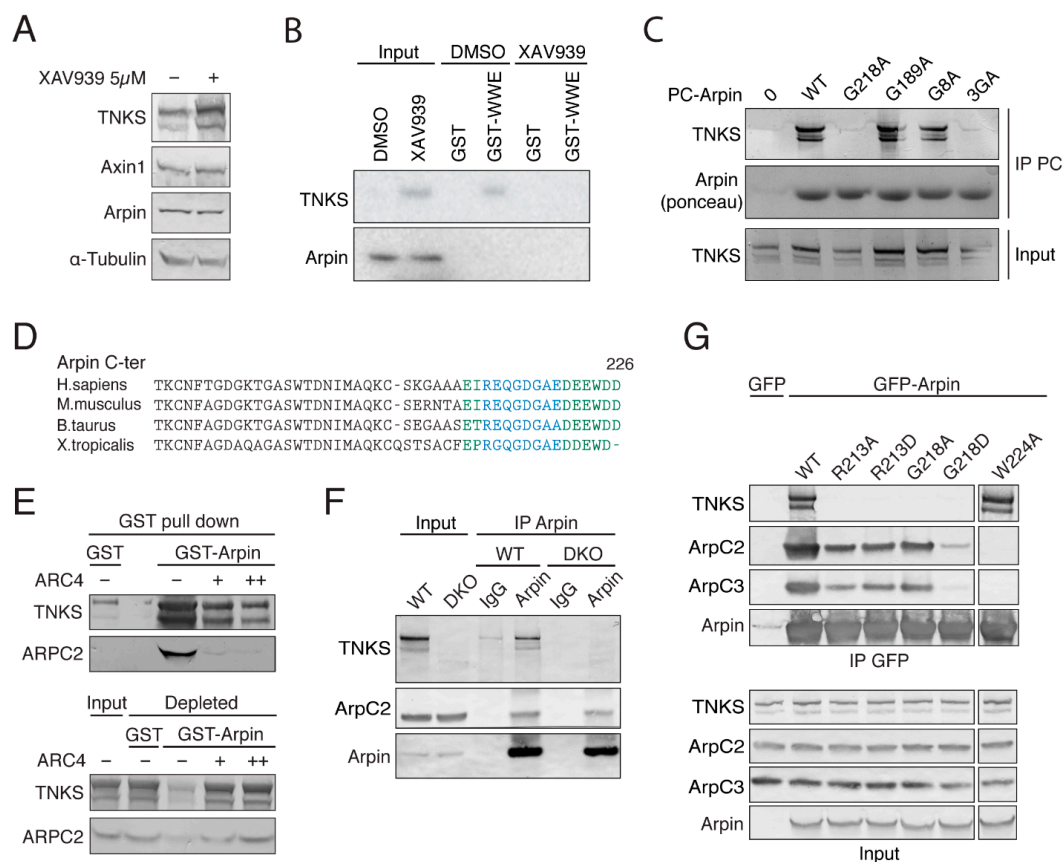 A
XAV939 5µM
– +
TNKS
Axin1
Arpin
α-Tubulin
B
Input DMSO XAV939
DMSO XAV939 GST GST-WWE GST GST-WWE
TNKS
Arpin
C
PC-Arpin 0 WT G218A G189A G8A 3GA
TNKS
Arpin
(ponceau)
IP PC
TNKS
Input
D
Arpin C-ter 226
H.sapiens TKCNFTGDGKTGASWTDNIMAQKC-SKGAAAEIREQGDGAEDEEWDD
M.musculus TKCNFAGDGKTGASWTDNIMAQKC-SERNTAEIREQGDGAEDEEWDD
B.taurus TKCNFAGDGKTGASWTDNIMAQKC-SEGAASETREQGDGAADEEWDD
X.tropicalis TKCNFAGDAQAGASWTDNIMAQKCQSTSACFEPRGQGDGAEDDEWD-
E
GST pull down
GST GST-Arpin
ARC4 – – + ++
TNKS
ARPC2
Input Depleted
GST GST-Arpin
ARC4 – – – + ++
TNKS
ARPC2
F
Input IP Arpin
WT DKO
WT DKO IgG Arpin IgG Arpin
TNKS
ArpC2
Arpin
G
GFP GFP-Arpin
WT R213A R213D G218A G218D W224A
TNKS
ArpC2
ArpC3
Arpin
IP GFP
TNKS
ArpC2
ArpC3
Arpin
Input